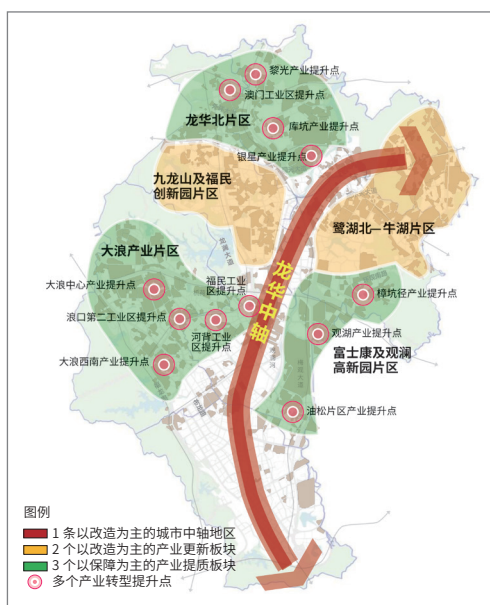 黎光产业提升点
澳门工业区提升点
龙华北片区
库坑产业提升点
银星产业提升点
九龙山及福民
创新园片区
鹭湖北—牛湖片区
大浪产业片区
龙华中轴
福民工业
区提升点
大浪中心产业提升点
樟坑径产业提升点
浪口第二工业区提升点
河背工业
区提升点
观湖产业提升点
富士康及观澜
高新园片区
大浪西南产业提升点
油松片区产业提升点
图例
1 条以改造为主的城市中轴地区
2 个以改造为主的产业更新板块
3 个以保障为主的产业提质板块
多个产业转型提升点